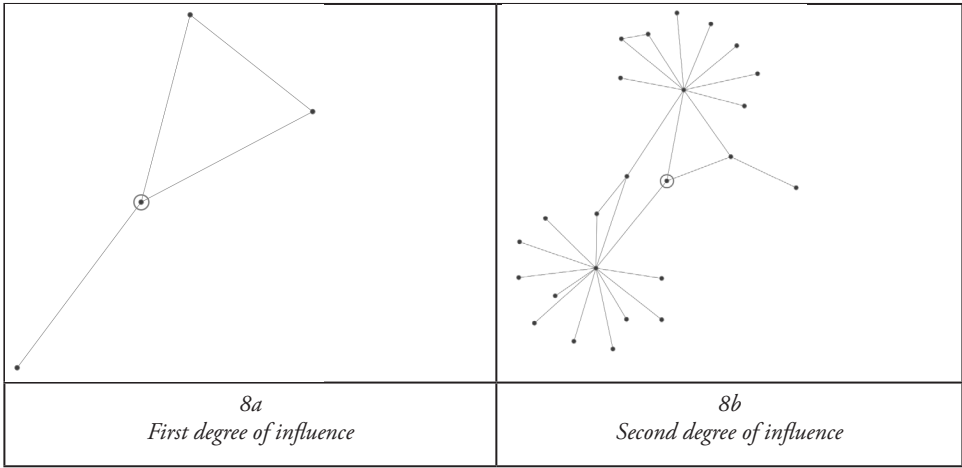 8a
First degree of influence
8b
Second degree of influence